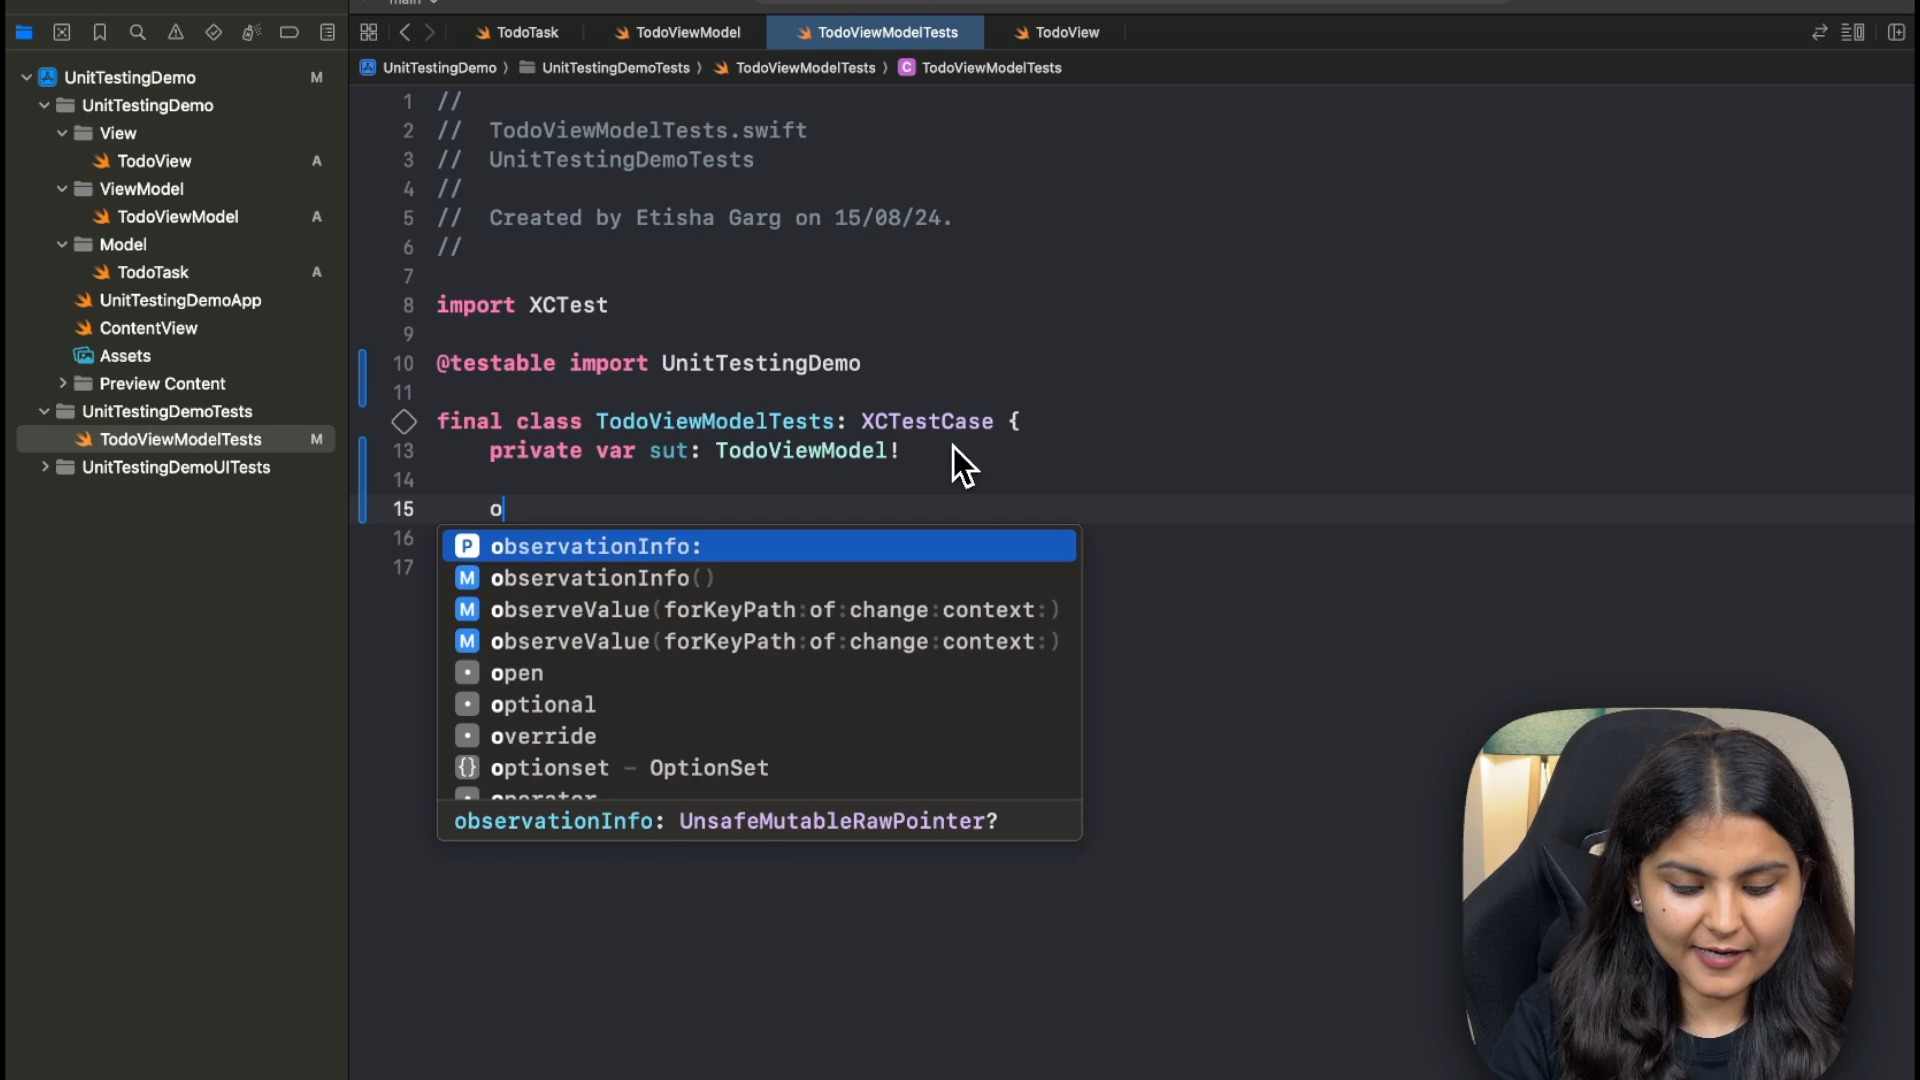 main
TodoTask
TodoViewModel
TodoViewModelTests
TodoView
UnitTestingDemo M
UnitTestingDemo
View
TodoView A
ViewModel
TodoViewModel A
Model
TodoTask A
UnitTestingDemoApp
ContentView
Assets
Preview Content
UnitTestingDemoTests
TodoViewModelTests M
UnitTestingDemoUITests
UnitTestingDemo 〉 UnitTestingDemoTests 〉 TodoViewModelTests 〉 C TodoViewModelTests
1 //
2 // TodoViewModelTests.swift
3 // UnitTestingDemoTests
4 //
5 // Created by Etisha Garg on 15/08/24.
6 //
7
8 import XCTest
9
10 @testable import UnitTestingDemo
11
final class TodoViewModelTests: XCTestCase {
13 private var sut: TodoViewModel!
14
15 o
16
17
P observationInfo:
M observationInfo()
M observeValue(forKeyPath:of:change:context:)
M observeValue(forKeyPath:of:change:context:)
open
optional
override
{} optionset – OptionSet
operator
observationInfo: UnsafeMutableRawPointer?